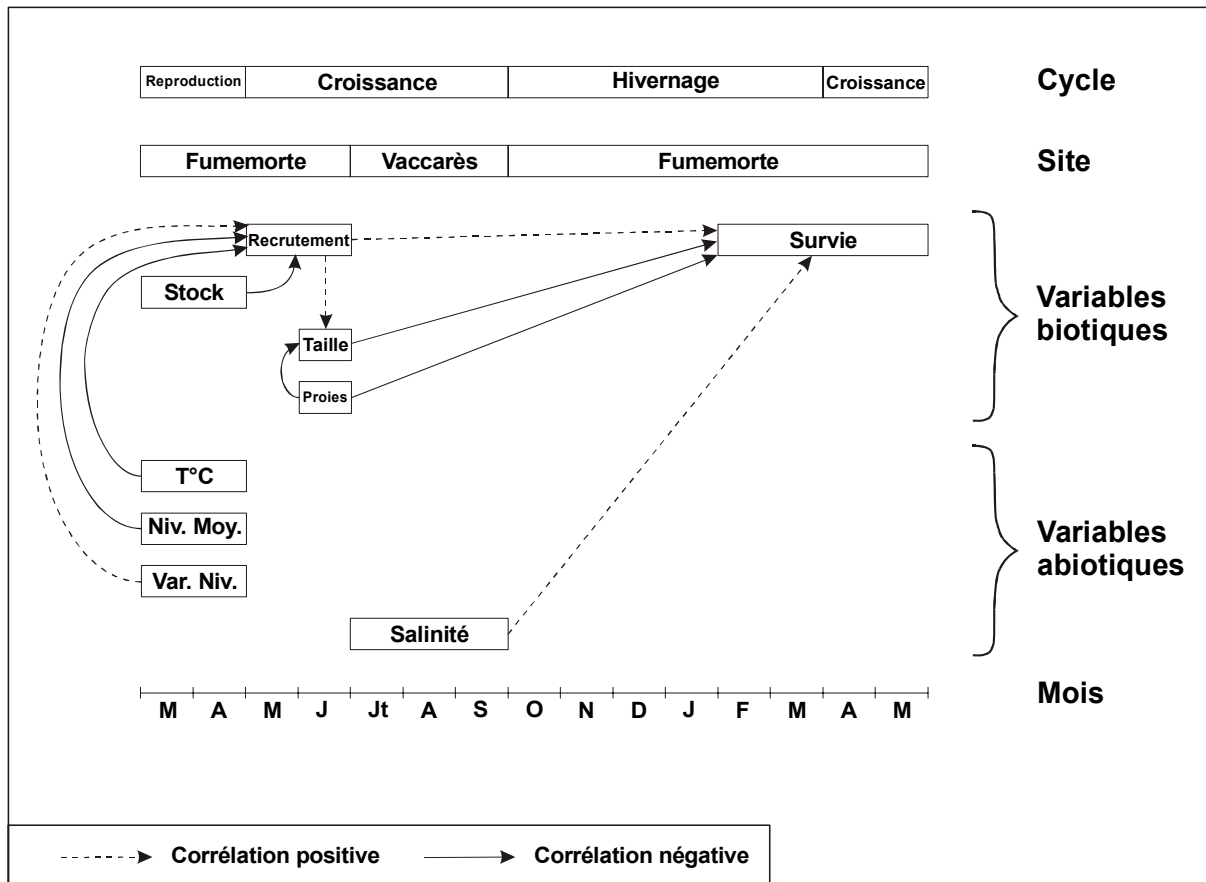 Reproduction Croissance Hivernage Croissance Cycle
Fumemorte Vaccarès Fumemorte Site
Recrutement Survie
Stock
Variables
biotiques
Taille
Proies
T°C
Niv. Moy.
Variables
abiotiques
Var. Niv.
Salinité
Mois
M A M J Jt A S O N D J F M A M
Corrélation positive Corrélation négative